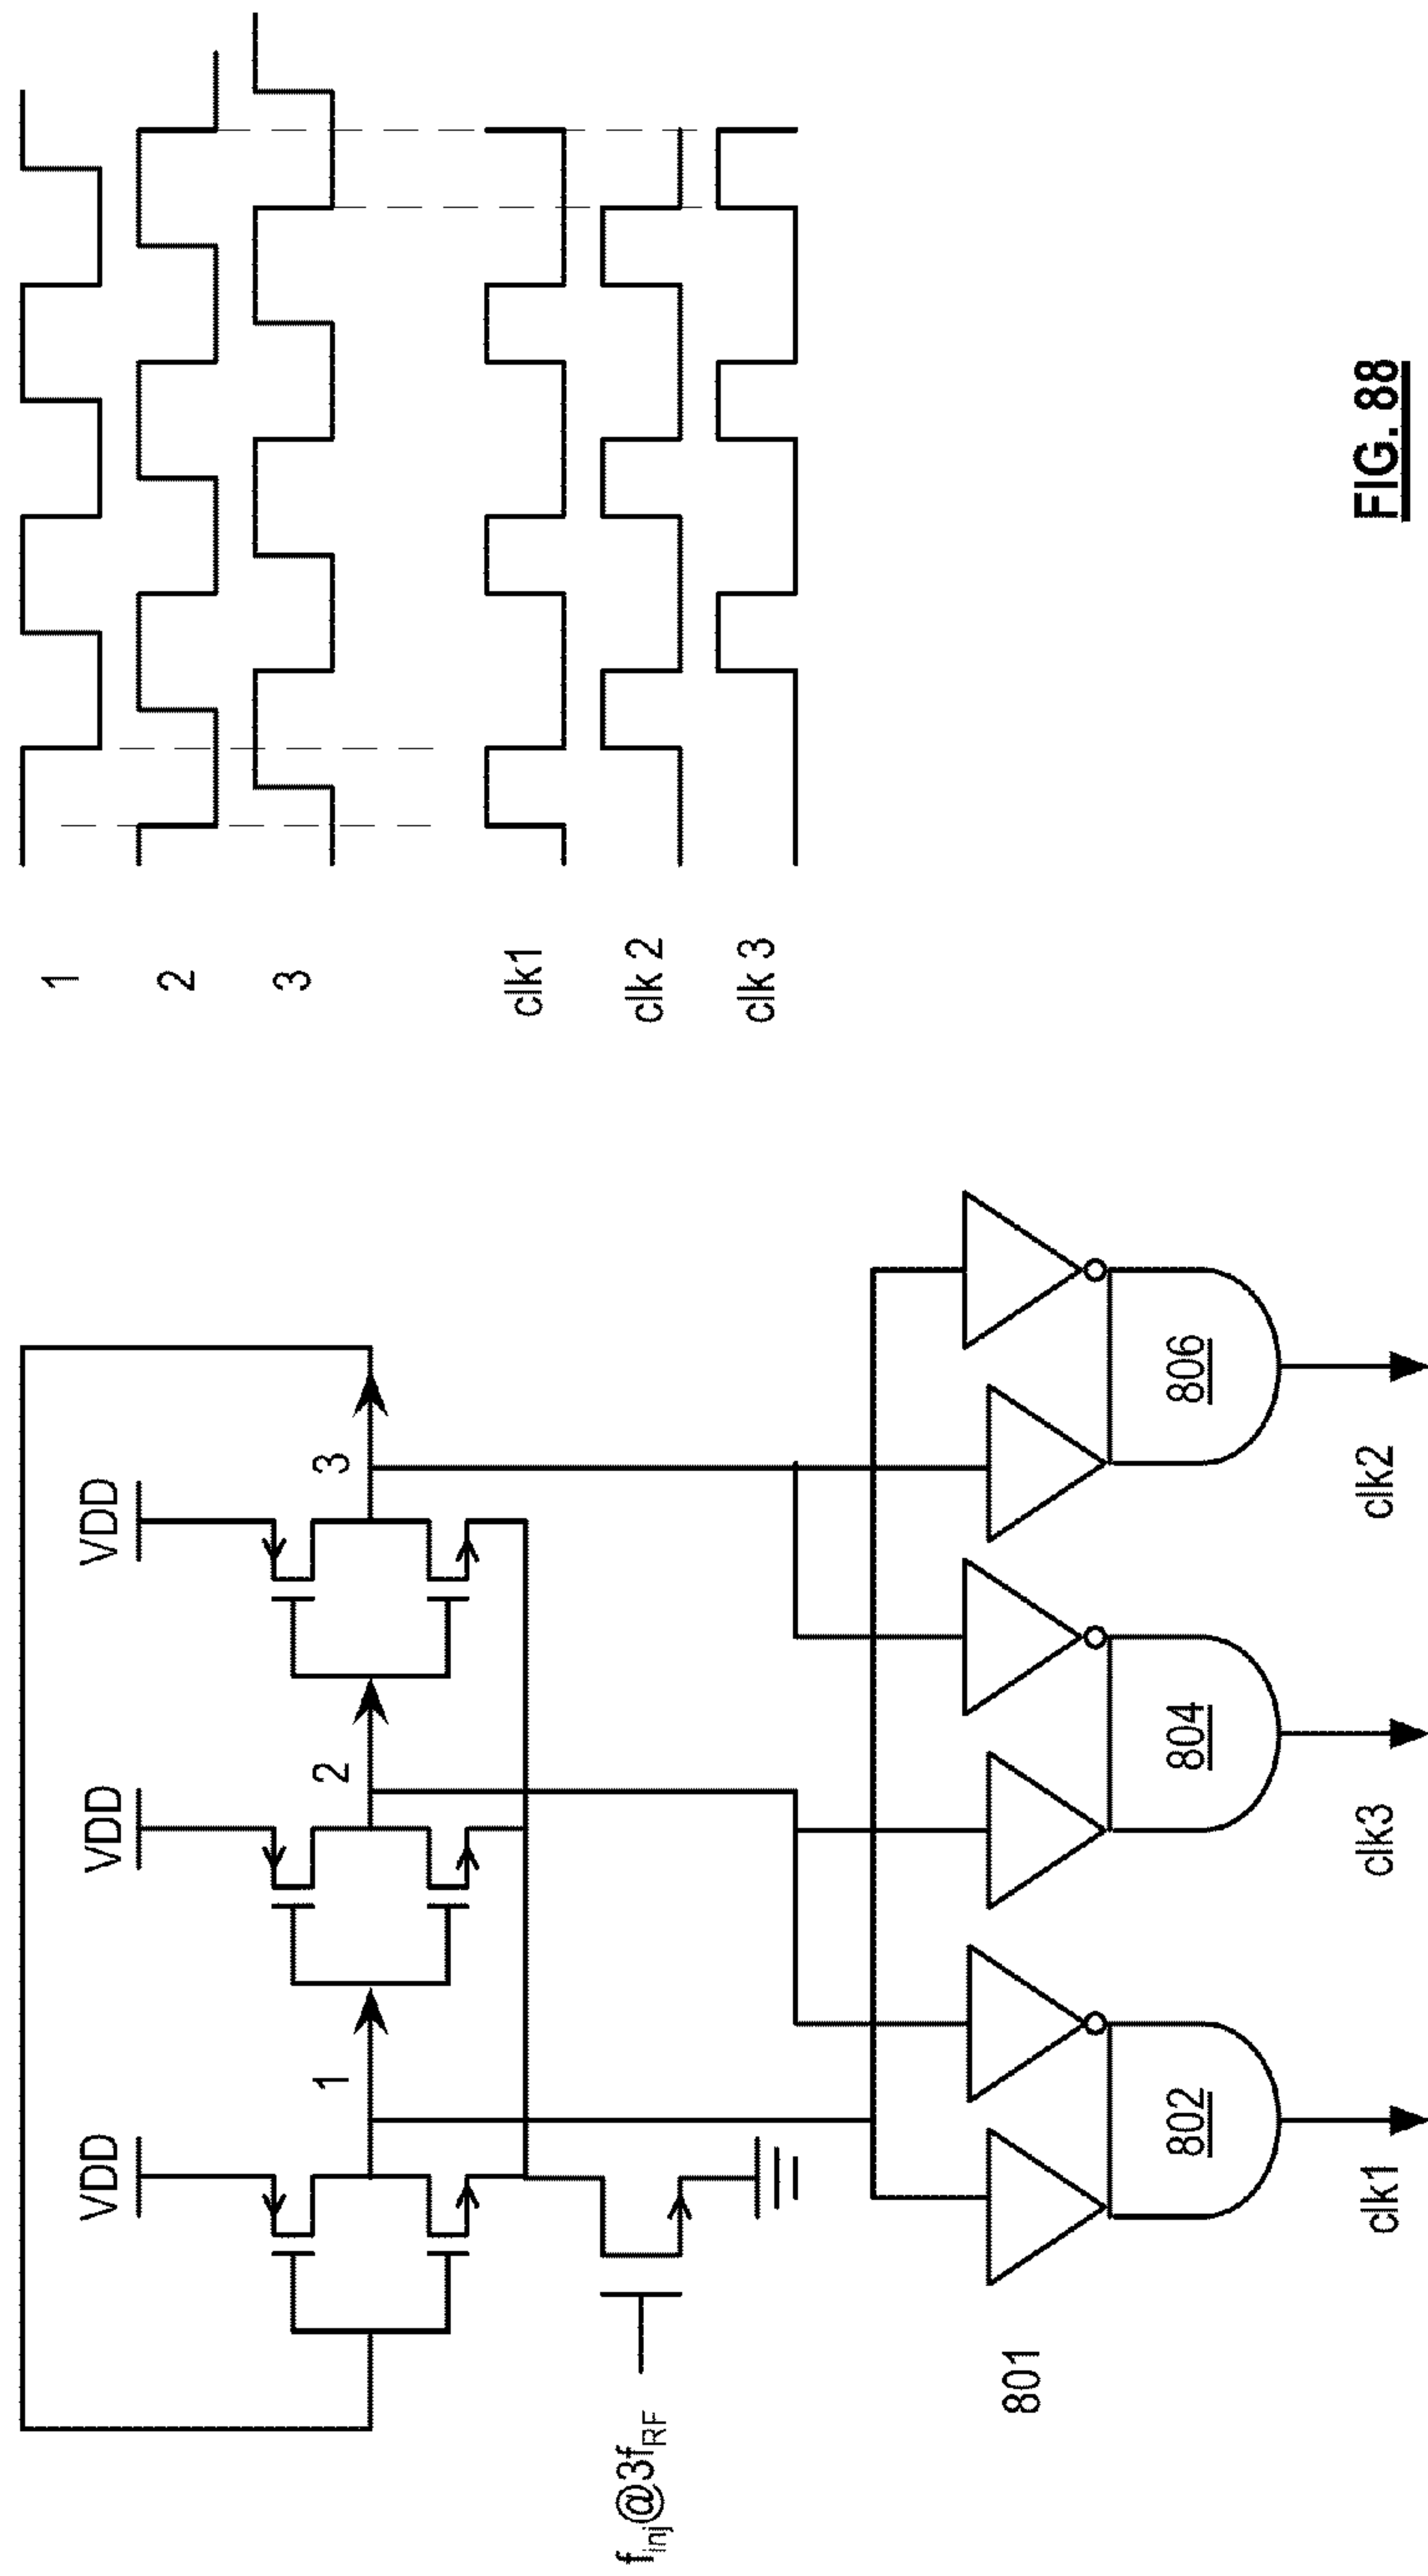 VDD
VDD
VDD
1
2
3
f_inj@3f_RF
801
802
804
806
clk1
clk3
clk2
1
2
3
clk1
clk 2
clk 3
FIG. 88